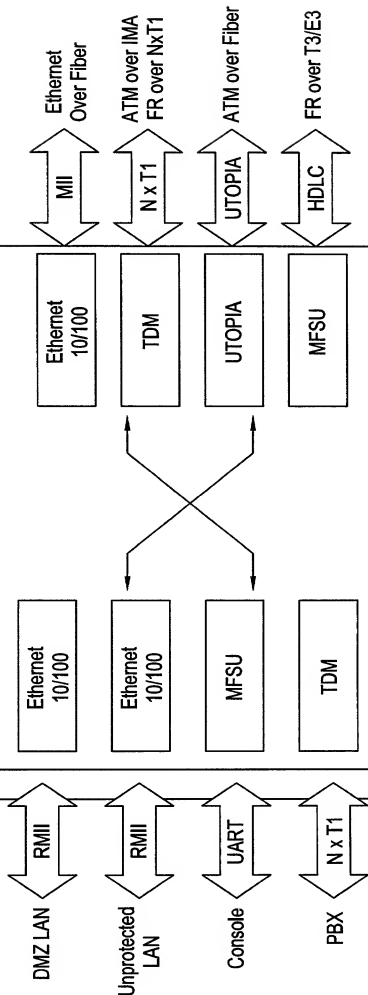 Ethernet
Over Fiber
ATM over IMA
FR over NxT1
ATM over Fiber
FR over T3/E3
MII
N x T1
UTOPIA
HDLC
Ethernet
10/100
TDM
UTOPIA
MFSU
Ethernet
10/100
Ethernet
10/100
MFSU
TDM
RMII
RMII
UART
N x T1
DMZ LAN
Unprotected
LAN
Console
PBX